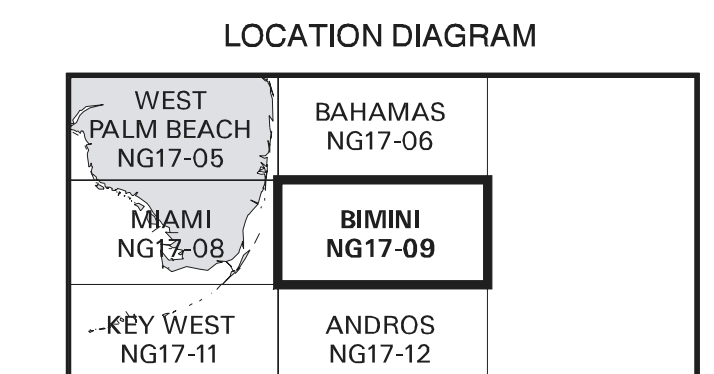 LOCATION DIAGRAM
WEST
PALM BEACH
NG17-05
BAHAMAS
NG17-06
MIAMI
NG17-08
BIMINI
NG17-09
KEY WEST
NG17-11
ANDROS
NG17-12